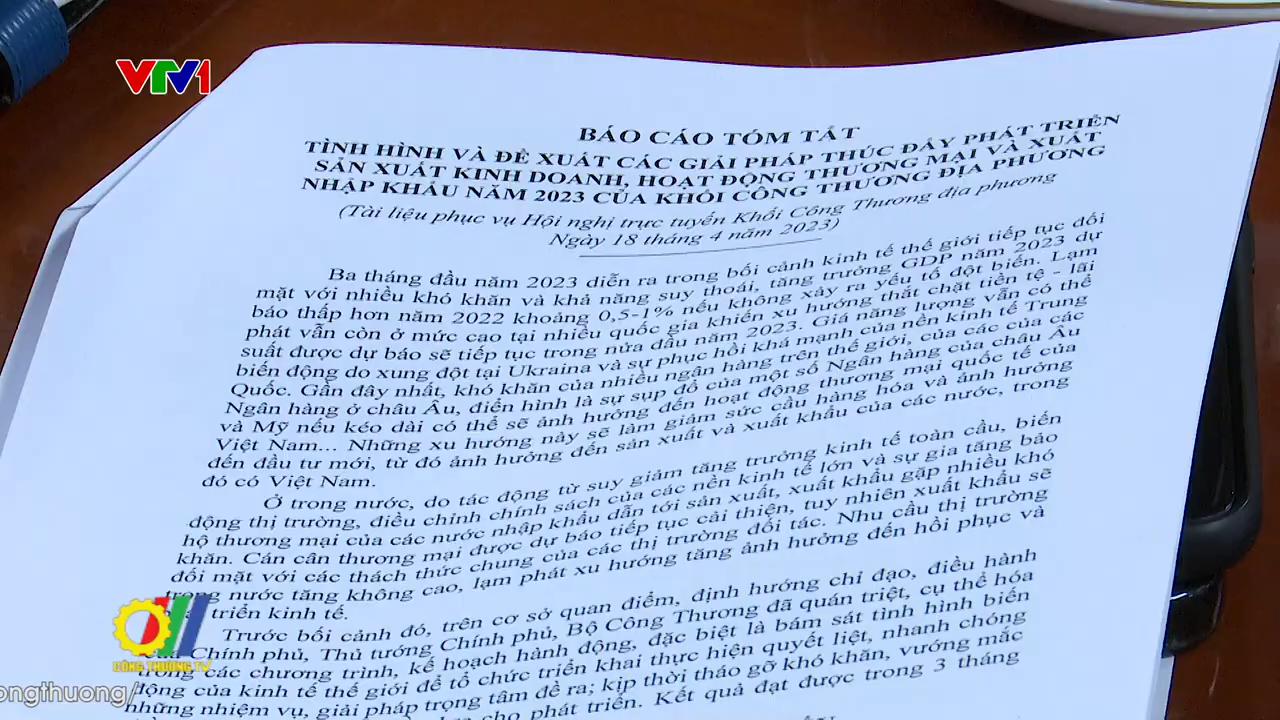 VTV1
BÁO CÁO TÓM TẮT
TÌNH HÌNH VÀ ĐỀ XUẤT CÁC GIẢI PHÁP THÚC ĐẨY PHÁT TRIỂN
SẢN XUẤT KINH DOANH, HOẠT ĐỘNG THƯƠNG MẠI VÀ XUẤT
NHẬP KHẨU NĂM 2023 CỦA KHỐI CÔNG THƯƠNG ĐỊA PHƯƠNG
(Tài liệu phục vụ Hội nghị trực tuyến Khối Công Thương địa phương
Ngày 18 tháng 4 năm 2023)
Ba tháng đầu năm 2023 diễn ra trong bối cảnh kinh tế thế giới tiếp tục đối
mặt với nhiều khó khăn và khả năng suy thoái, tăng trưởng GDP năm 2023 dự
báo thấp hơn năm 2022 khoảng 0,5-1% nếu không xảy ra yếu tố đột biến. Lạm
phát vẫn còn ở mức cao tại nhiều quốc gia khiến xu hướng thắt chặt tiền tệ - lãi
suất được dự báo sẽ tiếp tục trong nửa đầu năm 2023. Giá năng lượng vẫn có thể
biến động do xung đột tại Ukraina và sự phục hồi khá mạnh của nền kinh tế Trung
Quốc. Gần đây nhất, khó khăn của nhiều ngân hàng trên thế giới, của các của các
Ngân hàng ở châu Âu, điển hình là sự sụp đổ của một số Ngân hàng của châu Âu
và Mỹ nếu kéo dài có thể sẽ ảnh hưởng đến hoạt động thương mại quốc tế của
Việt Nam... Những xu hướng này sẽ làm giảm sức cầu hàng hóa và ảnh hưởng
đến đầu tư mới, từ đó ảnh hưởng đến sản xuất và xuất khẩu của các nước, trong
đó có Việt Nam.
Ở trong nước, do tác động từ suy giảm tăng trưởng kinh tế toàn cầu, biến
động thị trường, điều chỉnh chính sách của các nền kinh tế lớn và sự gia tăng bảo
hộ thương mại của các nước nhập khẩu dẫn tới sản xuất, xuất khẩu gặp nhiều khó
khăn. Cán cân thương mại được dự báo tiếp tục cải thiện, tuy nhiên xuất khẩu sẽ
đối mặt với các thách thức chung của các thị trường đối tác. Nhu cầu thị trường
trong nước tăng không cao, lạm phát xu hướng tăng ảnh hưởng đến hồi phục và
triển kinh tế.
Trước bối cảnh đó, trên cơ sở quan điểm, định hướng chỉ đạo, điều hành
của Chính phủ, Thủ tướng Chính phủ, Bộ Công Thương đã quán triệt, cụ thể hóa
trong các chương trình, kế hoạch hành động, đặc biệt là bám sát tình hình biến
động của kinh tế thế giới để tổ chức triển khai thực hiện quyết liệt, nhanh chóng
những nhiệm vụ, giải pháp trọng tâm đề ra; kịp thời tháo gỡ khó khăn, vướng mắc
cho phát triển. Kết quả đạt được trong 3 tháng
CÔNG THƯƠNG TV
ongthuong/